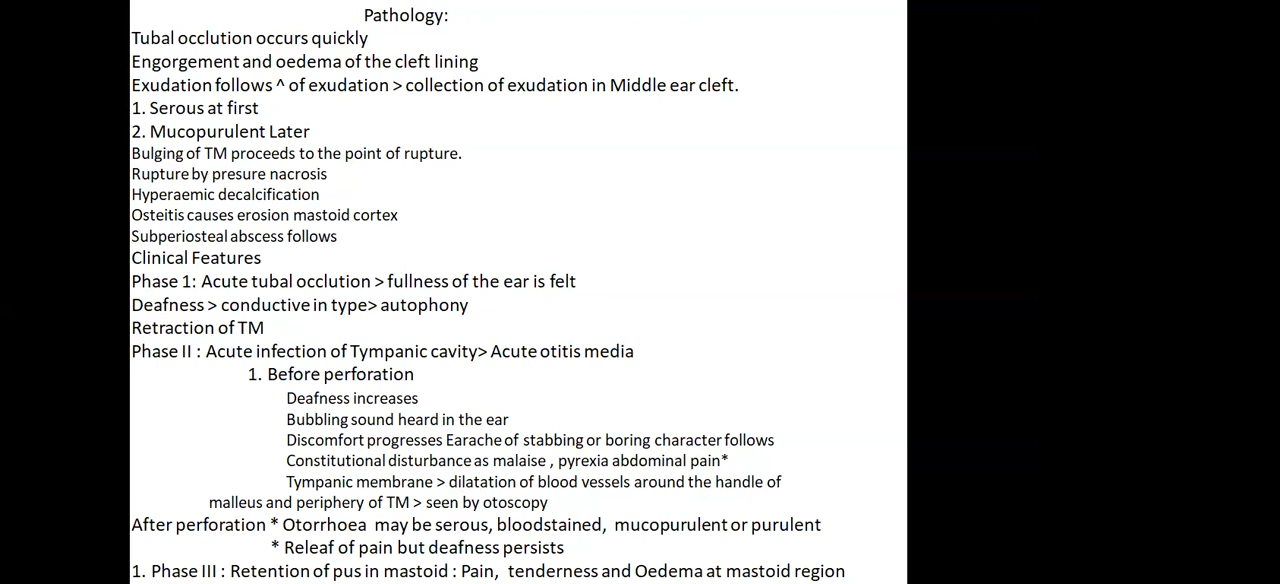 Pathology:
Tubal occlution occurs quickly
Engorgement and oedema of the cleft lining
Exudation follows ^ of exudation > collection of exudation in Middle ear cleft.
1. Serous at first
2. Mucopurulent Later
Bulging of TM proceeds to the point of rupture.
Rupture by presure nacrosis
Hyperaemic decalcification
Osteitis causes erosion mastoid cortex
Subperiosteal abscess follows
Clinical Features
Phase 1: Acute tubal occlution > fullness of the ear is felt
Deafness > conductive in type> autophony
Retraction of TM
Phase II : Acute infection of Tympanic cavity> Acute otitis media
1. Before perforation
Deafness increases
Bubbling sound heard in the ear
Discomfort progresses Earache of stabbing or boring character follows
Constitutional disturbance as malaise , pyrexia abdominal pain*
Tympanic membrane > dilatation of blood vessels around the handle of
malleus and periphery of TM > seen by otoscopy
After perforation * Otorrhoea may be serous, bloodstained, mucopurulent or purulent
* Releaf of pain but deafness persists
1. Phase III : Retention of pus in mastoid : Pain, tenderness and Oedema at mastoid region